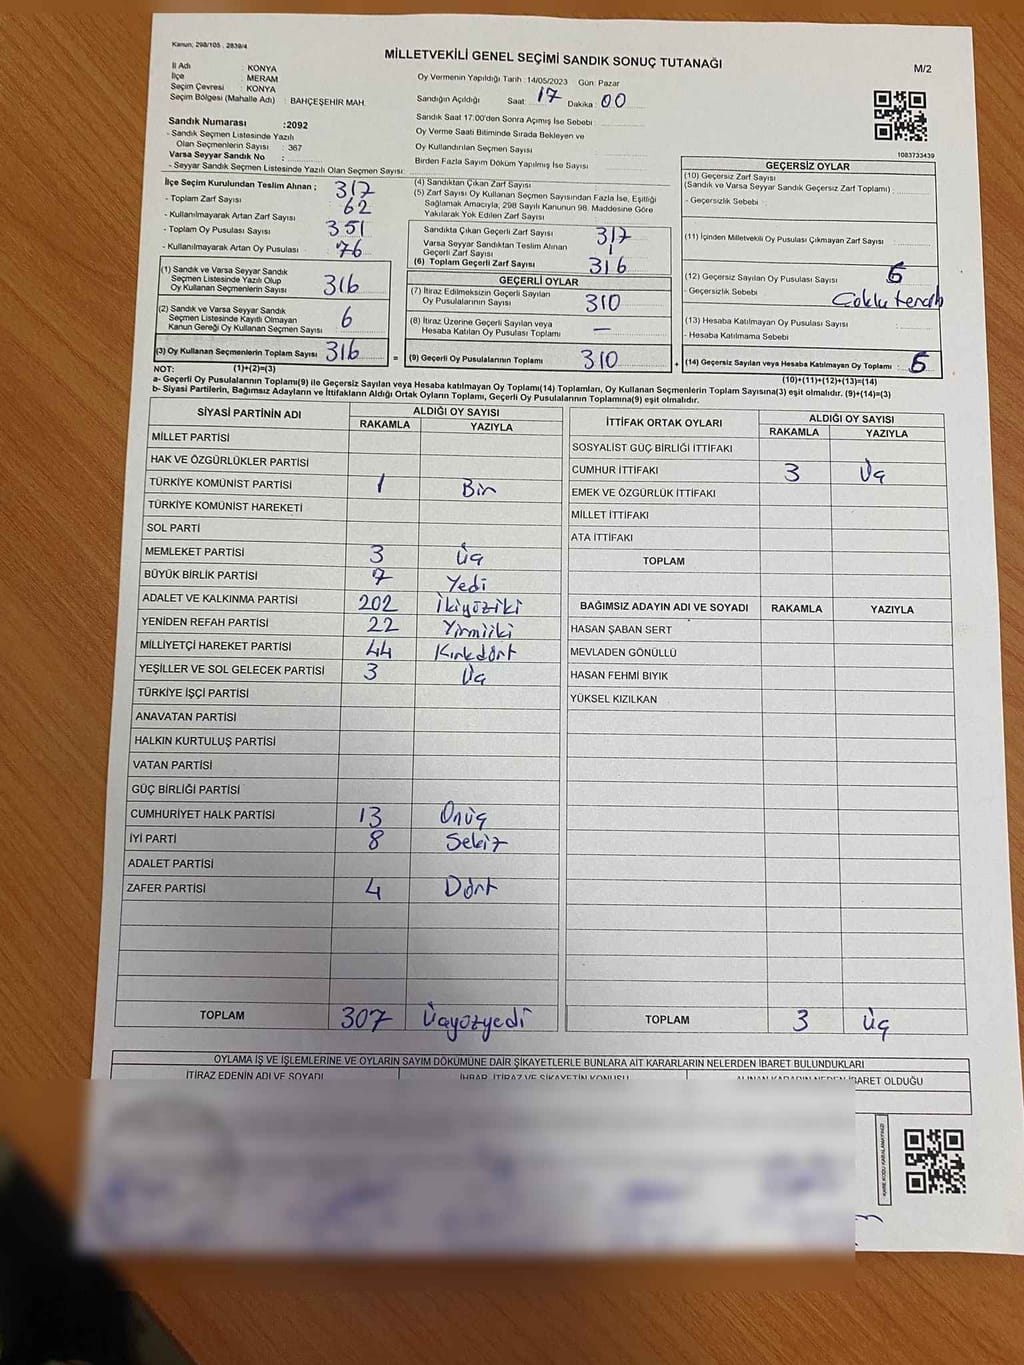 Kanun; 298/105 ; 2839/4
MİLLETVEKİLİ GENEL SEÇİMİ SANDIK SONUÇ TUTANAĞI
M/2
İl Adı : KONYA
İlçe : MERAM
Seçim Çevresi : KONYA
Seçim Bölgesi (Mahalle Adı) : BAHÇEŞEHİR MAH.
Oy Vermenin Yapıldığı Tarih : 14/05/2023 Gün: Pazar
Sandığın Açıldığı Saat : 17 Dakika : 00
Sandık Saat 17:00'den Sonra Açımış İse Sebebi :
Oy Verme Saati Bitiminde Sırada Bekleyen ve
Oy Kullandırılan Seçmen Sayısı :
Birden Fazla Sayım Döküm Yapılmış İse Sayısı :
Sandık Numarası : 2092
- Sandık Seçmen Listesinde Yazılı
Olan Seçmenlerin Sayısı : 367
Varsa Seyyar Sandık No :
- Seyyar Sandık Seçmen Listesinde Yazılı Olan Seçmen Sayısı:
1083733439
İlçe Seçim Kurulundan Teslim Alınan ;
- Toplam Zarf Sayısı 317
- Kullanılmayarak Artan Zarf Sayısı 62
- Toplam Oy Pusulası Sayısı 351
- Kullanılmayarak Artan Oy Pusulası 76
(1) Sandık ve Varsa Seyyar Sandık
Seçmen Listesinde Yazılı Olup
Oy Kullanan Seçmenlerin Sayısı 316
(2) Sandık ve Varsa Seyyar Sandık
Seçmen Listesinde Kayıtlı Olmayan
Kanun Gereği Oy Kullanan Seçmen Sayısı 6
(3) Oy Kullanan Seçmenlerin Toplam Sayısı 316 =
(4) Sandıktan Çıkan Zarf Sayısı
(5) Zarf Sayısı Oy Kullanan Seçmen Sayısından Fazla İse, Eşitliği
Sağlamak Amacıyla, 298 Sayılı Kanunun 98. Maddesine Göre
Yakılarak Yok Edilen Zarf Sayısı
Sandıkta Çıkan Geçerli Zarf Sayısı 317
Varsa Seyyar Sandıktan Teslim Alınan
Geçerli Zarf Sayısı 1
(6) Toplam Geçerli Zarf Sayısı 316
GEÇERLİ OYLAR
(7) İtiraz Edilmeksizin Geçerli Sayılan
Oy Pusulalarının Sayısı 310
(8) İtiraz Üzerine Geçerli Sayılan veya
Hesaba Katılan Oy Pusulası Toplamı —
(9) Geçerli Oy Pusulalarının Toplamı 310 +
GEÇERSİZ OYLAR
(10) Geçersiz Zarf Sayısı
(Sandık ve Varsa Seyyar Sandık Geçersiz Zarf Toplamı) :
- Geçersizlik Sebebi :
(11) İçinden Milletvekili Oy Pusulası Çıkmayan Zarf Sayısı :
(12) Geçersiz Sayılan Oy Pusulası Sayısı : 6
- Geçersizlik Sebebi Çoklu tercih
(13) Hesaba Katılmayan Oy Pusulası Sayısı
- Hesaba Katılmama Sebebi
(14) Geçersiz Sayılan veya Hesaba Katılmayan Oy Toplamı : 6
NOT: (1)+(2)=(3)
(10)+(11)+(12)+(13)=(14)
a- Geçerli Oy Pusulalarının Toplamı(9) ile Geçersiz Sayılan veya Hesaba katılmayan Oy Toplamı(14) Toplamları, Oy Kullanan Seçmenlerin Toplam Sayısına(3) eşit olmalıdır. (9)+(14)=(3)
b- Siyasi Partilerin, Bağımsız Adayların ve İttifakların Aldığı Ortak Oyların Toplamı, Geçerli Oy Pusulalarının Toplamına(9) eşit olmalıdır.
SİYASİ PARTİNİN ADI ALDIĞI OY SAYISI
RAKAMLA YAZIYLA
MİLLET PARTİSİ
HAK VE ÖZGÜRLÜKLER PARTİSİ
TÜRKİYE KOMÜNİST PARTİSİ 1 Bir
TÜRKİYE KOMÜNİST HAREKETİ
SOL PARTİ
MEMLEKET PARTİSİ 3 Üç
BÜYÜK BİRLİK PARTİSİ 7 Yedi
ADALET VE KALKINMA PARTİSİ 202 İkiyüziki
YENİDEN REFAH PARTİSİ 22 Yirmiiki
MİLLİYETÇİ HAREKET PARTİSİ 44 Kırkdört
YEŞİLLER VE SOL GELECEK PARTİSİ 3 Üç
TÜRKİYE İŞÇİ PARTİSİ
ANAVATAN PARTİSİ
HALKIN KURTULUŞ PARTİSİ
VATAN PARTİSİ
GÜÇ BİRLİĞİ PARTİSİ
CUMHURİYET HALK PARTİSİ 13 Onüç
İYİ PARTİ 8 Sekiz
ADALET PARTİSİ
ZAFER PARTİSİ 4 Dört
TOPLAM 307 Üçyüzyedi
İTTİFAK ORTAK OYLARI ALDIĞI OY SAYISI
RAKAMLA YAZIYLA
SOSYALİST GÜÇ BİRLİĞİ İTTİFAKI
CUMHUR İTTİFAKI 3 Üç
EMEK VE ÖZGÜRLÜK İTTİFAKI
MİLLET İTTİFAKI
ATA İTTİFAKI
TOPLAM
BAĞIMSIZ ADAYIN ADI VE SOYADI RAKAMLA YAZIYLA
HASAN ŞABAN SERT
MEVLADEN GÖNÜLLÜ
HASAN FEHMİ BIYIK
YÜKSEL KIZILKAN
TOPLAM 3 Üç
OYLAMA İŞ VE İŞLEMLERİNE VE OYLARIN SAYIM DÖKÜMÜNE DAİR ŞİKAYETLERLE BUNLARA AİT KARARLARIN NELERDEN İBARET BULUNDUKLARI
İTİRAZ EDENİN ADI VE SOYADI İHBAR, İTİRAZ VE ŞİKAYETİN KONUSU ALINAN KARARIN NEDEN İBARET OLDUĞU
KAREKODU KARALAMAYINIZ!